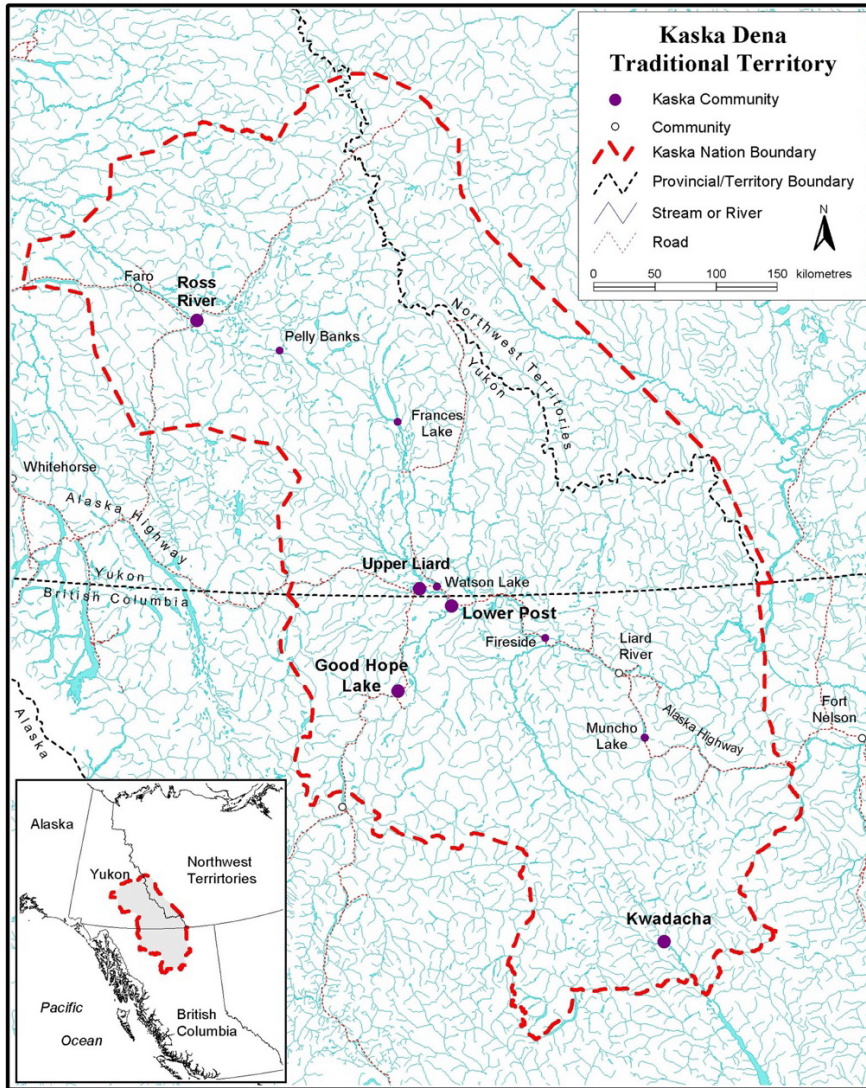 Kaska Dena
Traditional Territory
Kaska Community
Community
Kaska Nation Boundary
Provincial/Territory Boundary
Stream or River
N
Road
0 50 100 150 kilometres
Faro
Ross
River
Pelly Banks
Northwest Territories
Yukon
Frances
Lake
Whitehorse
Alaska Highway
Upper Liard
Watson Lake
Yukon
British Columbia
Lower Post
Fireside
Liard
River
Good Hope
Lake
Alaska
Muncho
Lake
Alaska Highway
Fort
Nelson
Kwadacha
Alaska
Yukon
Northwest
Terrirtories
Pacific
Ocean
British
Columbia